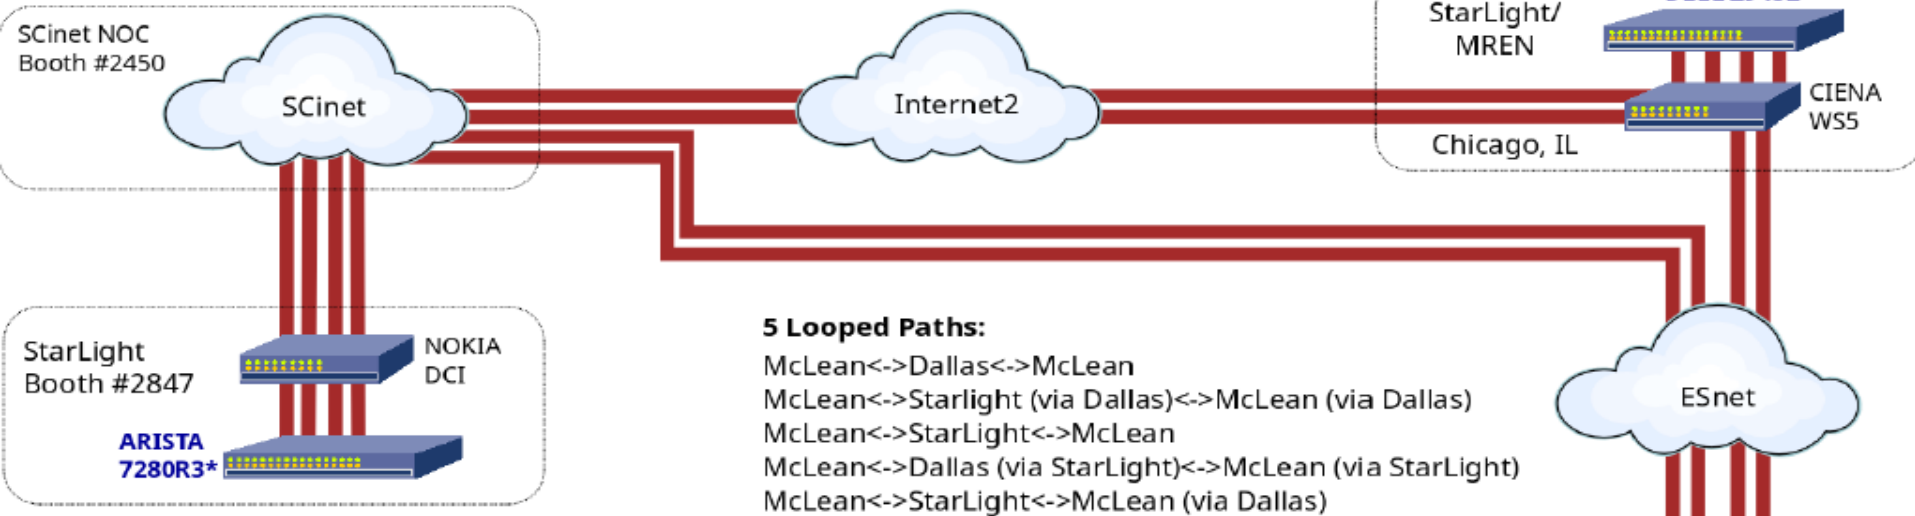 SCinet NOC
Booth #2450
SCinet
Internet2
StarLight/
MREN
CIENA
WS5
Chicago, IL
StarLight
Booth #2847
NOKIA
DCI
ARISTA
7280R3*
5 Looped Paths:
McLean<->Dallas<->McLean
McLean<->Starlight (via Dallas)<->McLean (via Dallas)
McLean<->StarLight<->McLean
McLean<->Dallas (via StarLight)<->McLean (via StarLight)
McLean<->StarLight<->McLean (via Dallas)
ESnet